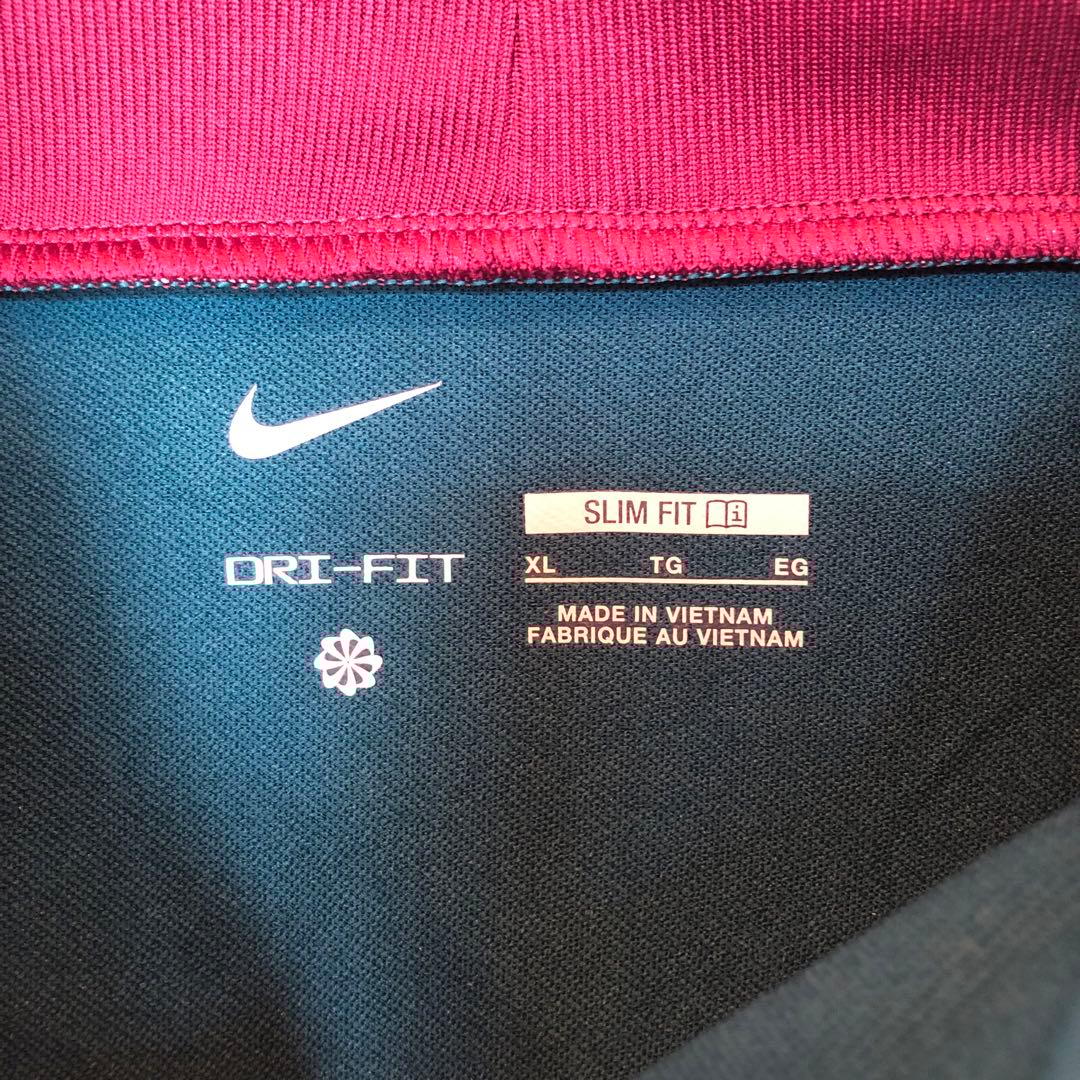 DRI-FIT
SLIM FIT
XL TG EG
MADE IN VIETNAM
FABRIQUE AU VIETNAM